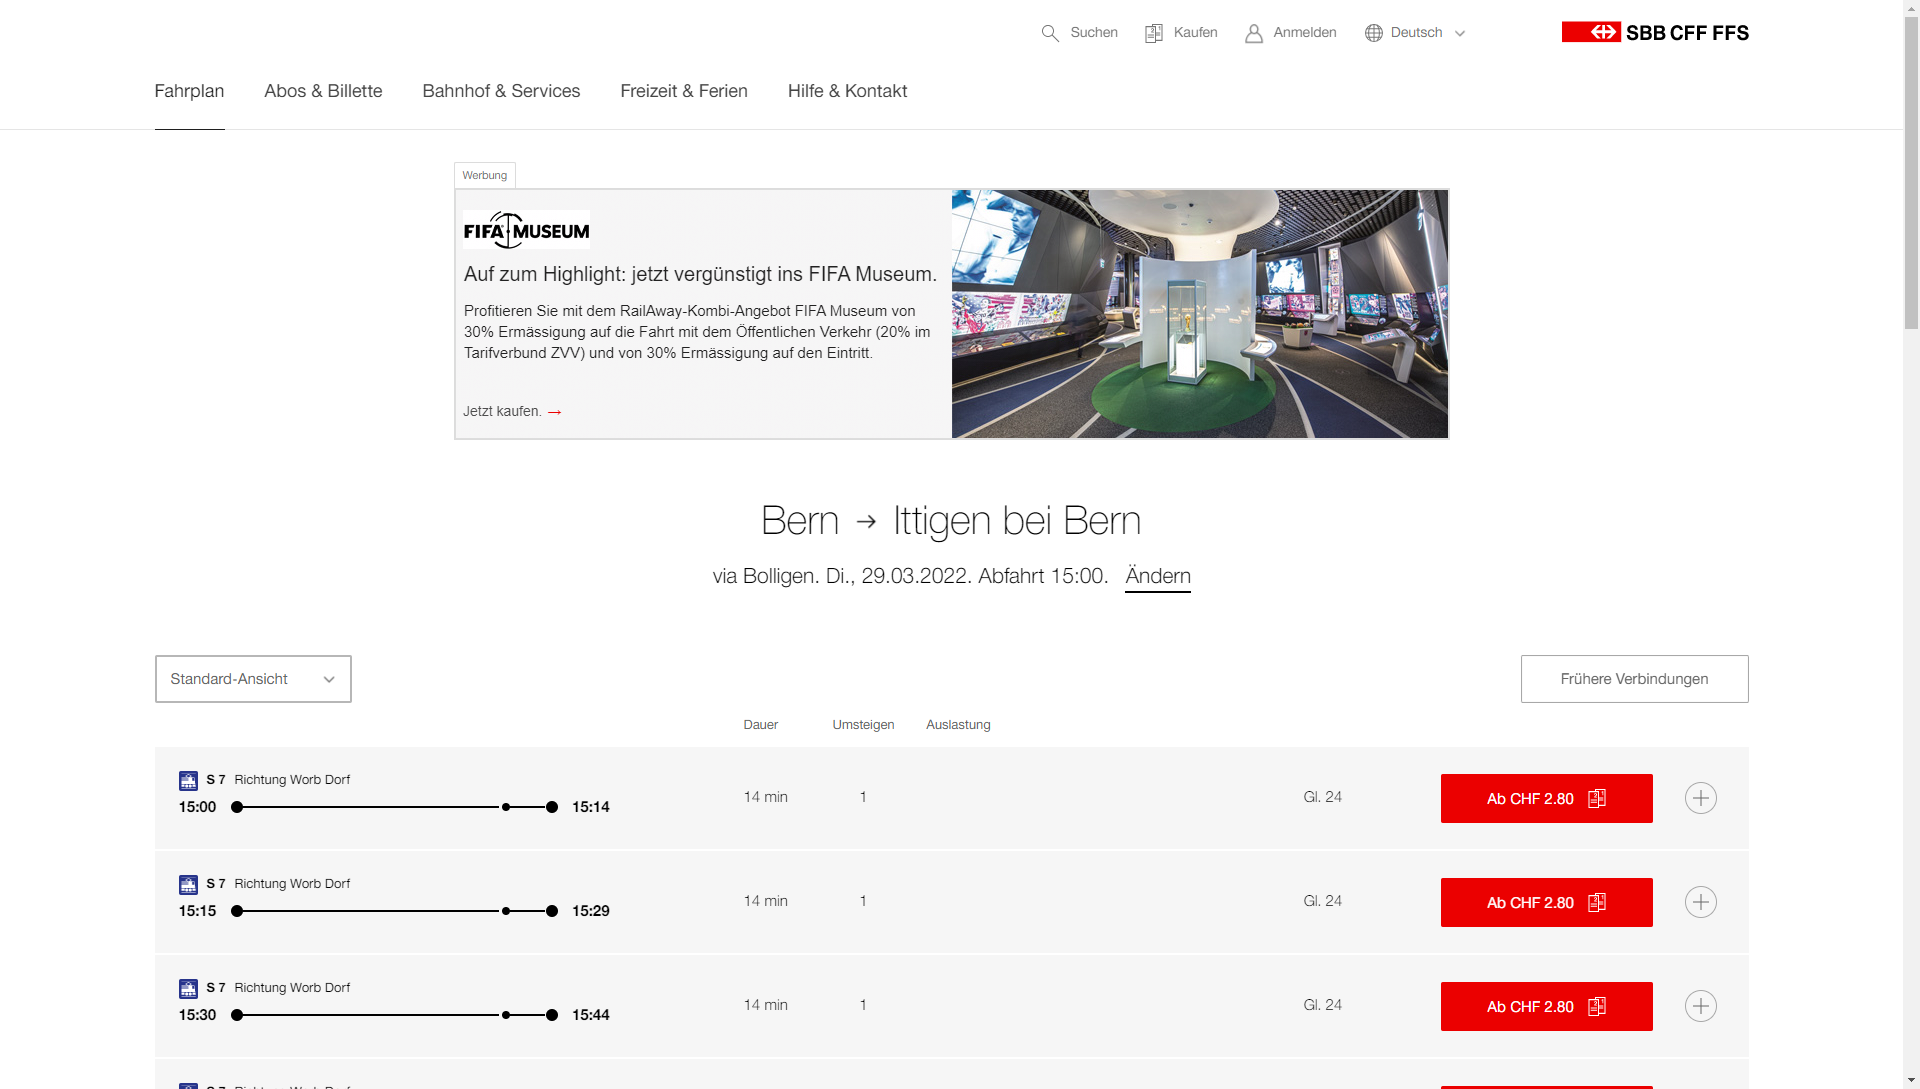 Suchen
Kaufen
Anmelden
Deutsch
SBB CFF FFS
Fahrplan
Abos & Billette
Bahnhof & Services
Freizeit & Ferien
Hilfe & Kontakt
Werbung
FIFA MUSEUM
Auf zum Highlight: jetzt vergünstigt ins FIFA Museum.
Profitieren Sie mit dem RailAway-Kombi-Angebot FIFA Museum von
30% Ermässigung auf die Fahrt mit dem Öffentlichen Verkehr (20% im
Tarifverbund ZVV) und von 30% Ermässigung auf den Eintritt.
Jetzt kaufen. →
Bern → Ittigen bei Bern
via Bolligen. Di., 29.03.2022. Abfahrt 15:00. Ändern
Standard-Ansicht
Frühere Verbindungen
Dauer Umsteigen Auslastung
S 7 Richtung Worb Dorf
15:00 15:14 14 min 1 Gl. 24 Ab CHF 2.80
S 7 Richtung Worb Dorf
15:15 15:29 14 min 1 Gl. 24 Ab CHF 2.80
S 7 Richtung Worb Dorf
15:30 15:44 14 min 1 Gl. 24 Ab CHF 2.80